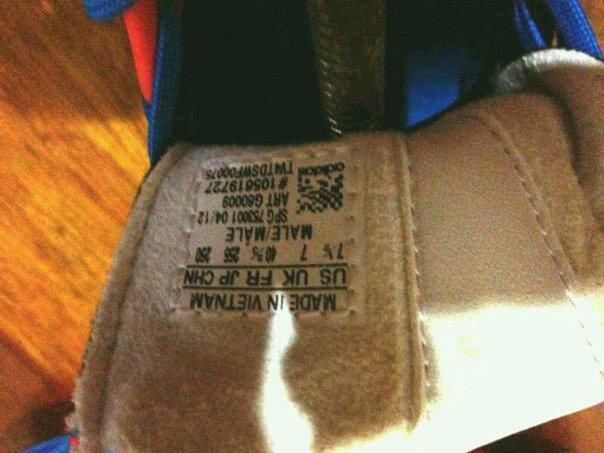 MADE IN VIETNAM
US UK FR JP CHN
7½ 7 40⅔ 255 250
MALE/MALE
SPG 753001 04/12
ART G60009
#105619727
adidas